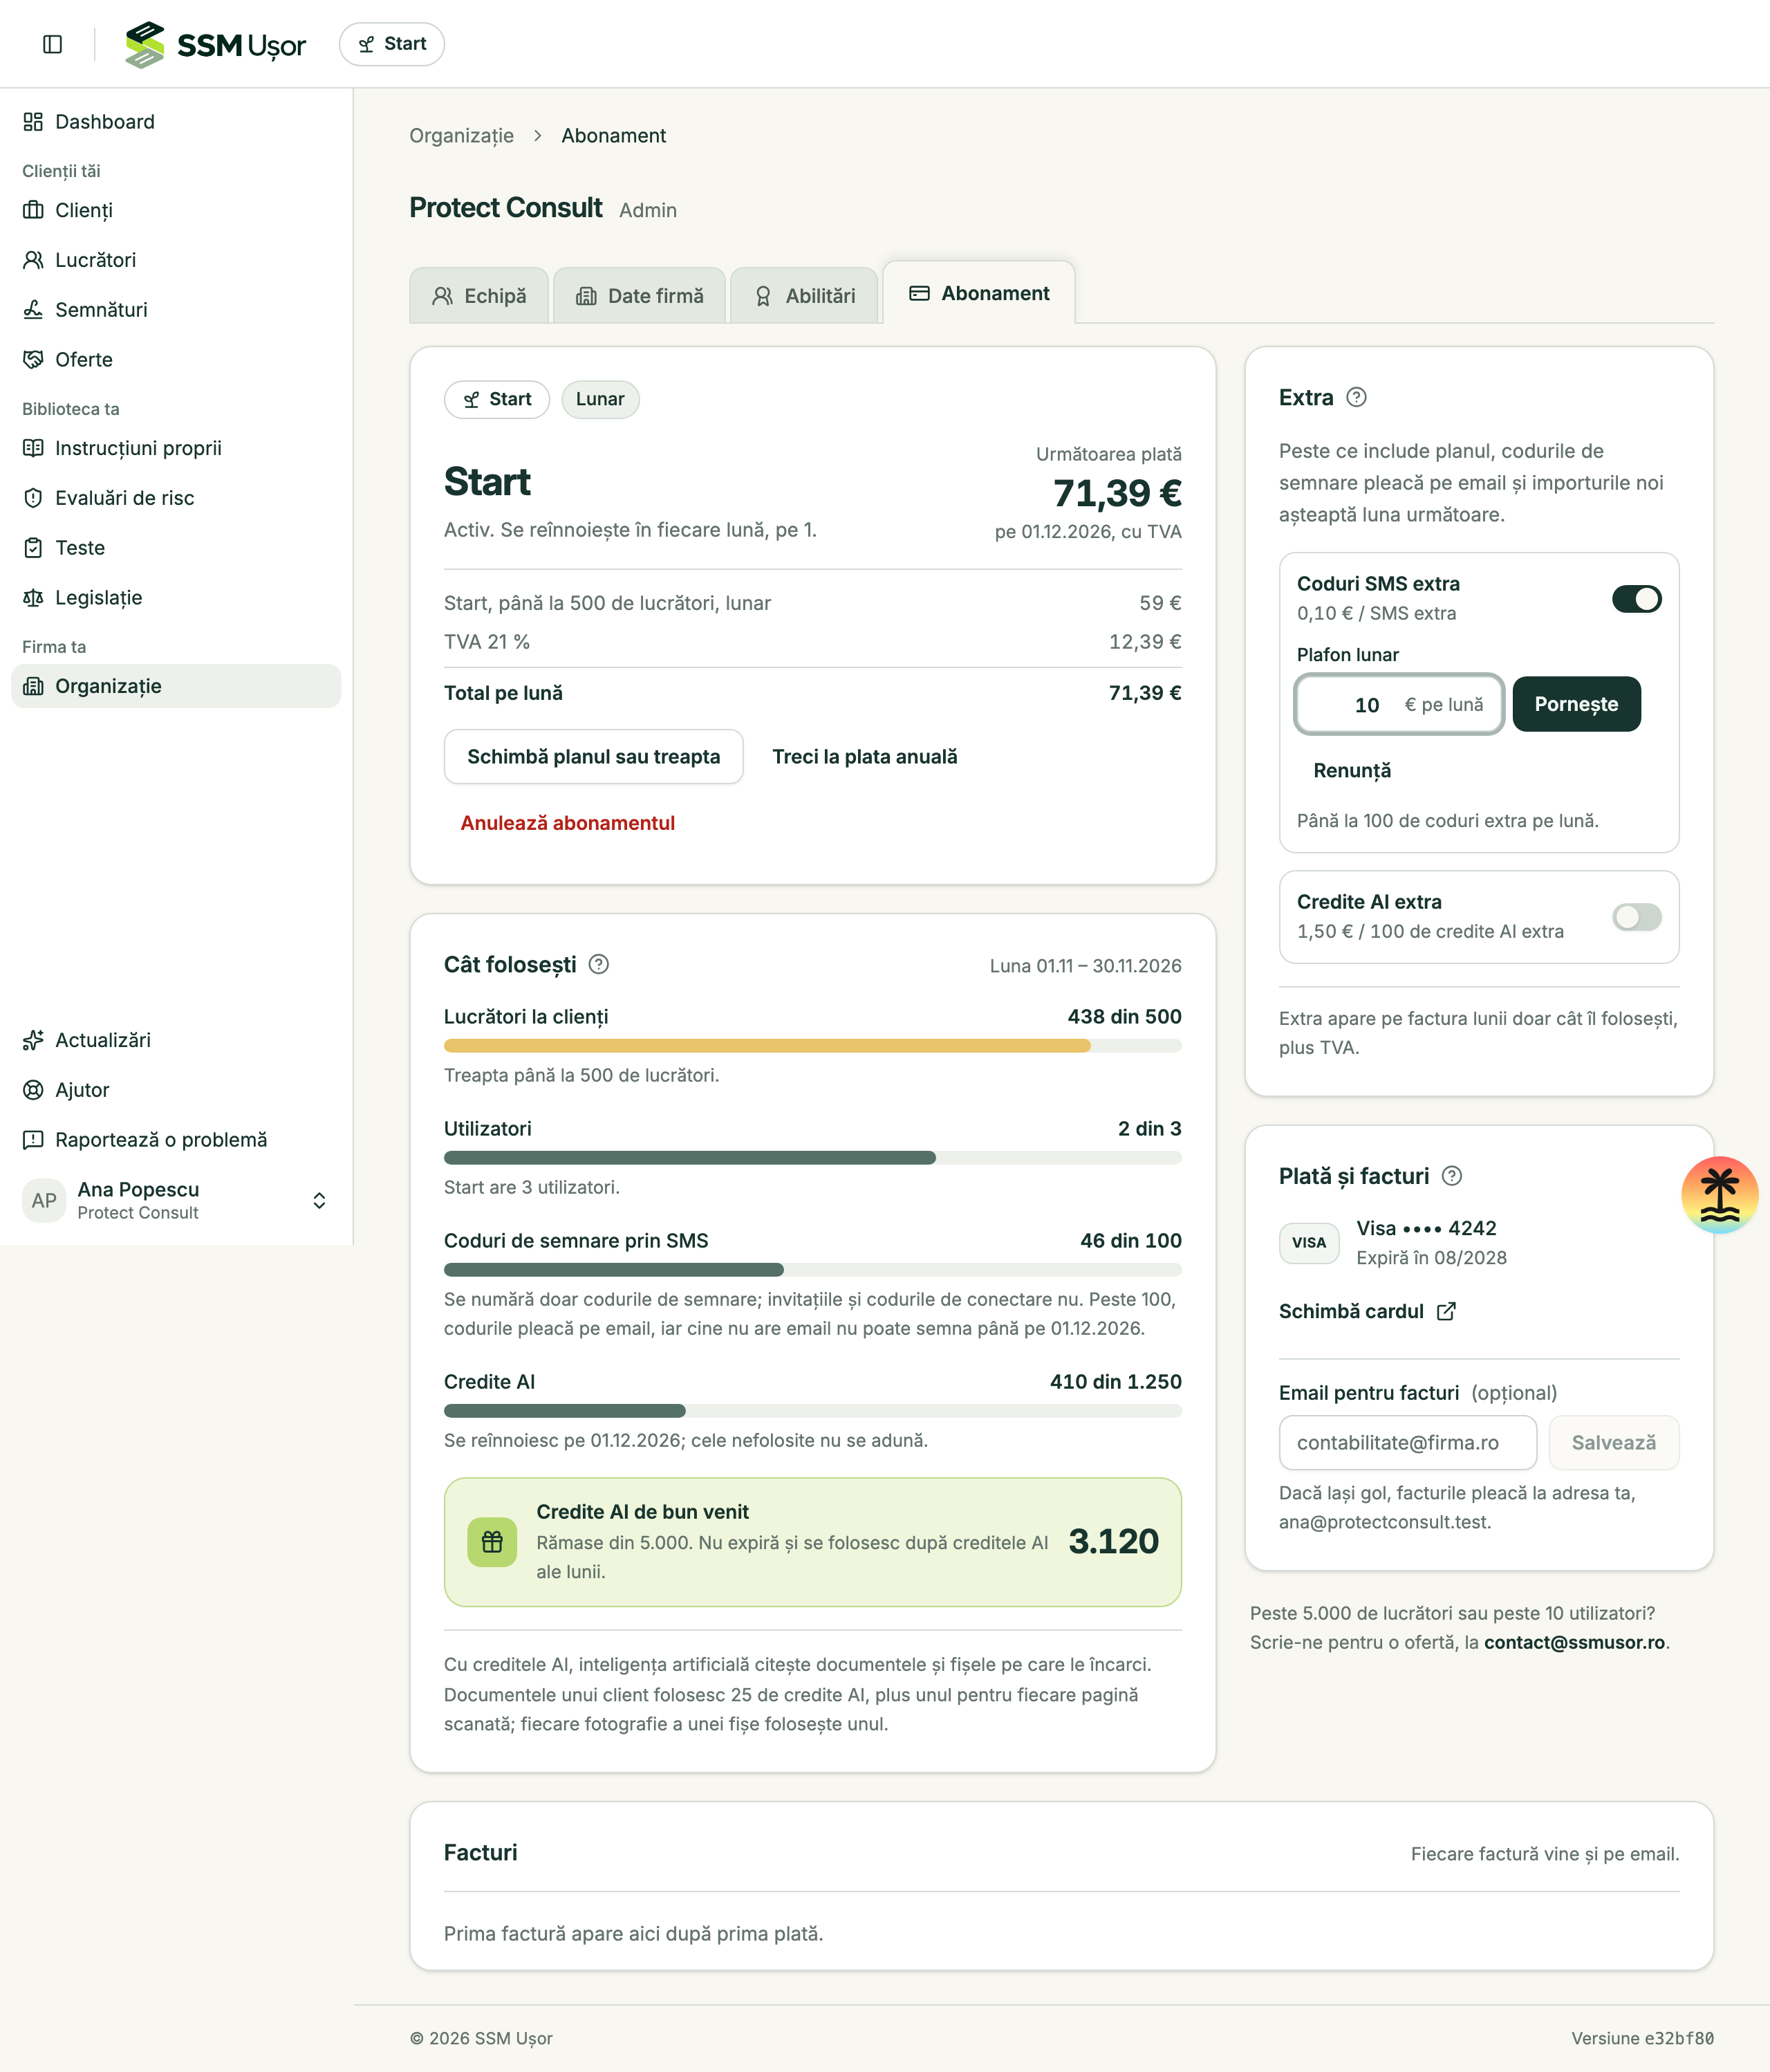 SSM Ușor
Start
Dashboard
Clienții tăi
Clienți
Lucrători
Semnături
Oferte
Biblioteca ta
Instrucțiuni proprii
Evaluări de risc
Teste
Legislație
Firma ta
Organizație
Actualizări
Ajutor
Raportează o problemă
AP
Ana Popescu
Protect Consult
Organizație > Abonament
Protect Consult Admin
Echipă
Date firmă
Abilitări
Abonament
Start
Lunar
Start
Activ. Se reînnoiește în fiecare lună, pe 1.
Următoarea plată
71,39 €
pe 01.12.2026, cu TVA
Start, până la 500 de lucrători, lunar 59 €
TVA 21 % 12,39 €
Total pe lună 71,39 €
Schimbă planul sau treapta
Treci la plata anuală
Anulează abonamentul
Cât folosești
Luna 01.11 – 30.11.2026
Lucrători la clienți 438 din 500
Treapta până la 500 de lucrători.
Utilizatori 2 din 3
Start are 3 utilizatori.
Coduri de semnare prin SMS 46 din 100
Se numără doar codurile de semnare; invitațiile și codurile de conectare nu. Peste 100,
codurile pleacă pe email, iar cine nu are email nu poate semna până pe 01.12.2026.
Credite AI 410 din 1.250
Se reînnoiesc pe 01.12.2026; cele nefolosite nu se adună.
Credite AI de bun venit
Rămase din 5.000. Nu expiră și se folosesc după creditele AI
ale lunii.
3.120
Cu creditele AI, inteligența artificială citește documentele și fișele pe care le încarci.
Documentele unui client folosesc 25 de credite AI, plus unul pentru fiecare pagină
scanată; fiecare fotografie a unei fișe folosește unul.
Extra
Peste ce include planul, codurile de
semnare pleacă pe email și importurile noi
așteaptă luna următoare.
Coduri SMS extra
0,10 € / SMS extra
Plafon lunar
10 € pe lună
Pornește
Renunță
Până la 100 de coduri extra pe lună.
Credite AI extra
1,50 € / 100 de credite AI extra
Extra apare pe factura lunii doar cât îl folosești,
plus TVA.
Plată și facturi
VISA
Visa •••• 4242
Expiră în 08/2028
Schimbă cardul
Email pentru facturi (opțional)
contabilitate@firma.ro
Salvează
Dacă lași gol, facturile pleacă la adresa ta,
ana@protectconsult.test.
Peste 5.000 de lucrători sau peste 10 utilizatori?
Scrie-ne pentru o ofertă, la contact@ssmusor.ro.
Facturi
Fiecare factură vine și pe email.
Prima factură apare aici după prima plată.
© 2026 SSM Ușor
Versiune e32bf80